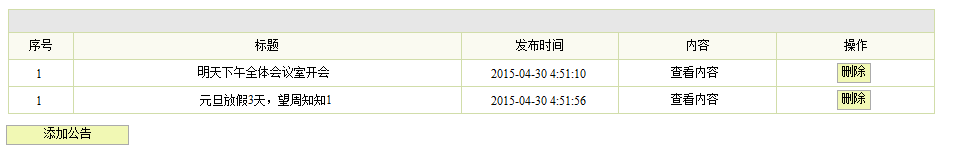 序号 标题 发布时间 内容 操作
1 明天下午全体会议室开会 2015-04-30 4:51:10 查看内容 删除
1 元旦放假3天，望周知知1 2015-04-30 4:51:56 查看内容 删除
添加公告